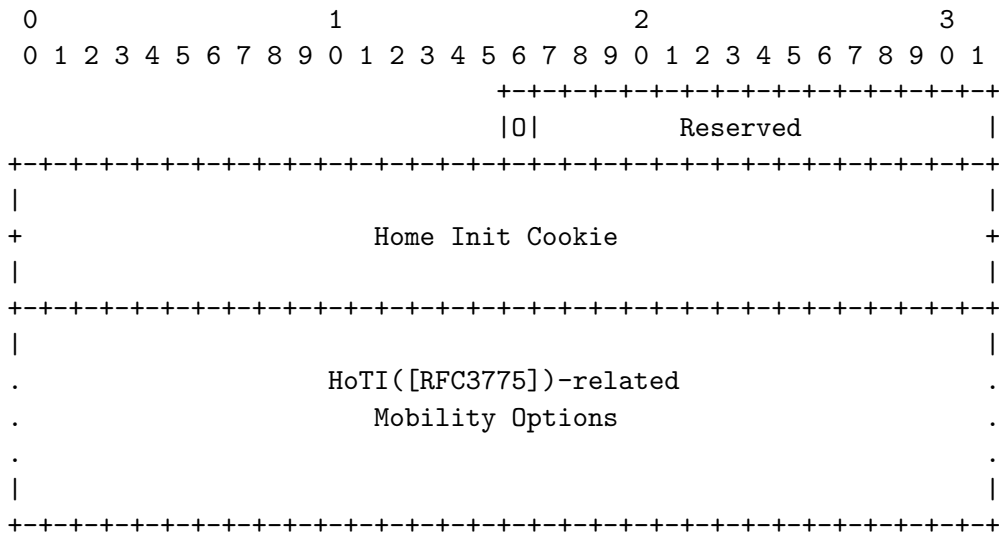 0                   1                   2                   3
 0 1 2 3 4 5 6 7 8 9 0 1 2 3 4 5 6 7 8 9 0 1 2 3 4 5 6 7 8 9 0 1
                                +-+-+-+-+-+-+-+-+-+-+-+-+-+-+-+-+
                                |O|         Reserved            |
+-+-+-+-+-+-+-+-+-+-+-+-+-+-+-+-+-+-+-+-+-+-+-+-+-+-+-+-+-+-+-+-+
|                                                               |
+                       Home Init Cookie                        +
|                                                               |
+-+-+-+-+-+-+-+-+-+-+-+-+-+-+-+-+-+-+-+-+-+-+-+-+-+-+-+-+-+-+-+-+
|                                                               |
.                    HoTI([RFC3775])-related                    .
.                       Mobility Options                        .
.                                                               .
|                                                               |
+-+-+-+-+-+-+-+-+-+-+-+-+-+-+-+-+-+-+-+-+-+-+-+-+-+-+-+-+-+-+-+-+